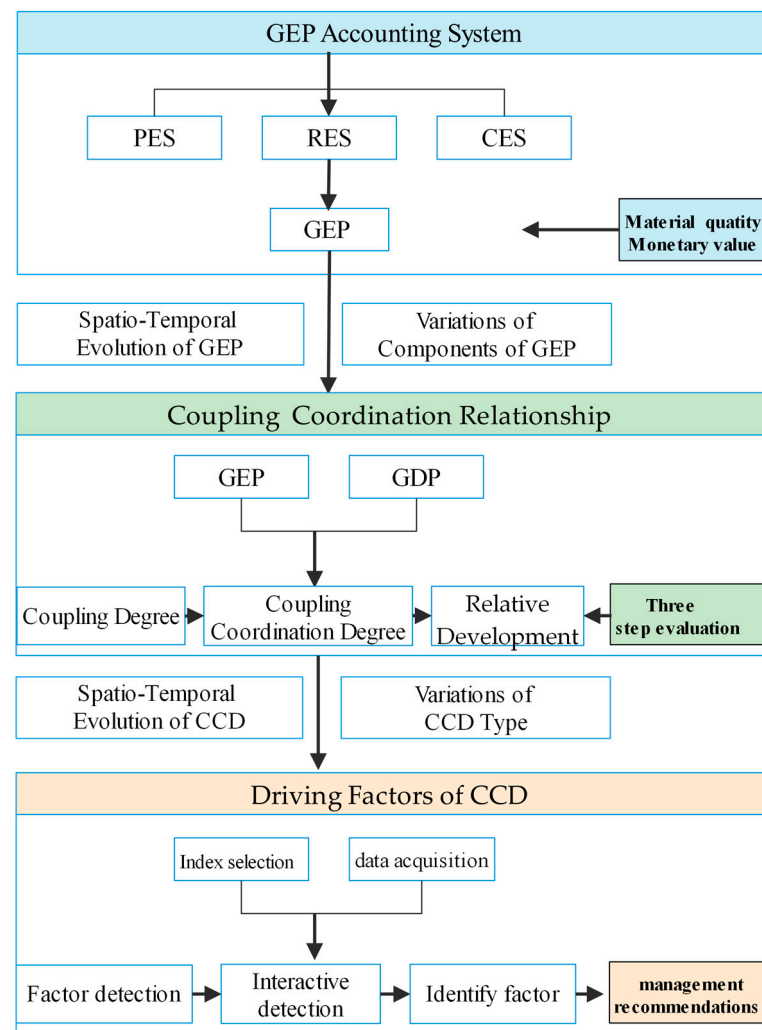 GEP Accounting System
PES
RES
CES
GEP
Material quatity
Monetary value
Spatio-Temporal
Evolution of GEP
Variations of
Components of GEP
Coupling Coordination Relationship
GEP
GDP
Coupling Degree
Coupling
Coordination Degree
Relative
Development
Three
step evaluation
Spatio-Temporal
Evolution of CCD
Variations of
CCD Type
Driving Factors of CCD
Index selection
data acquisition
Factor detection
Interactive
detection
Identify factor
management
recommendations